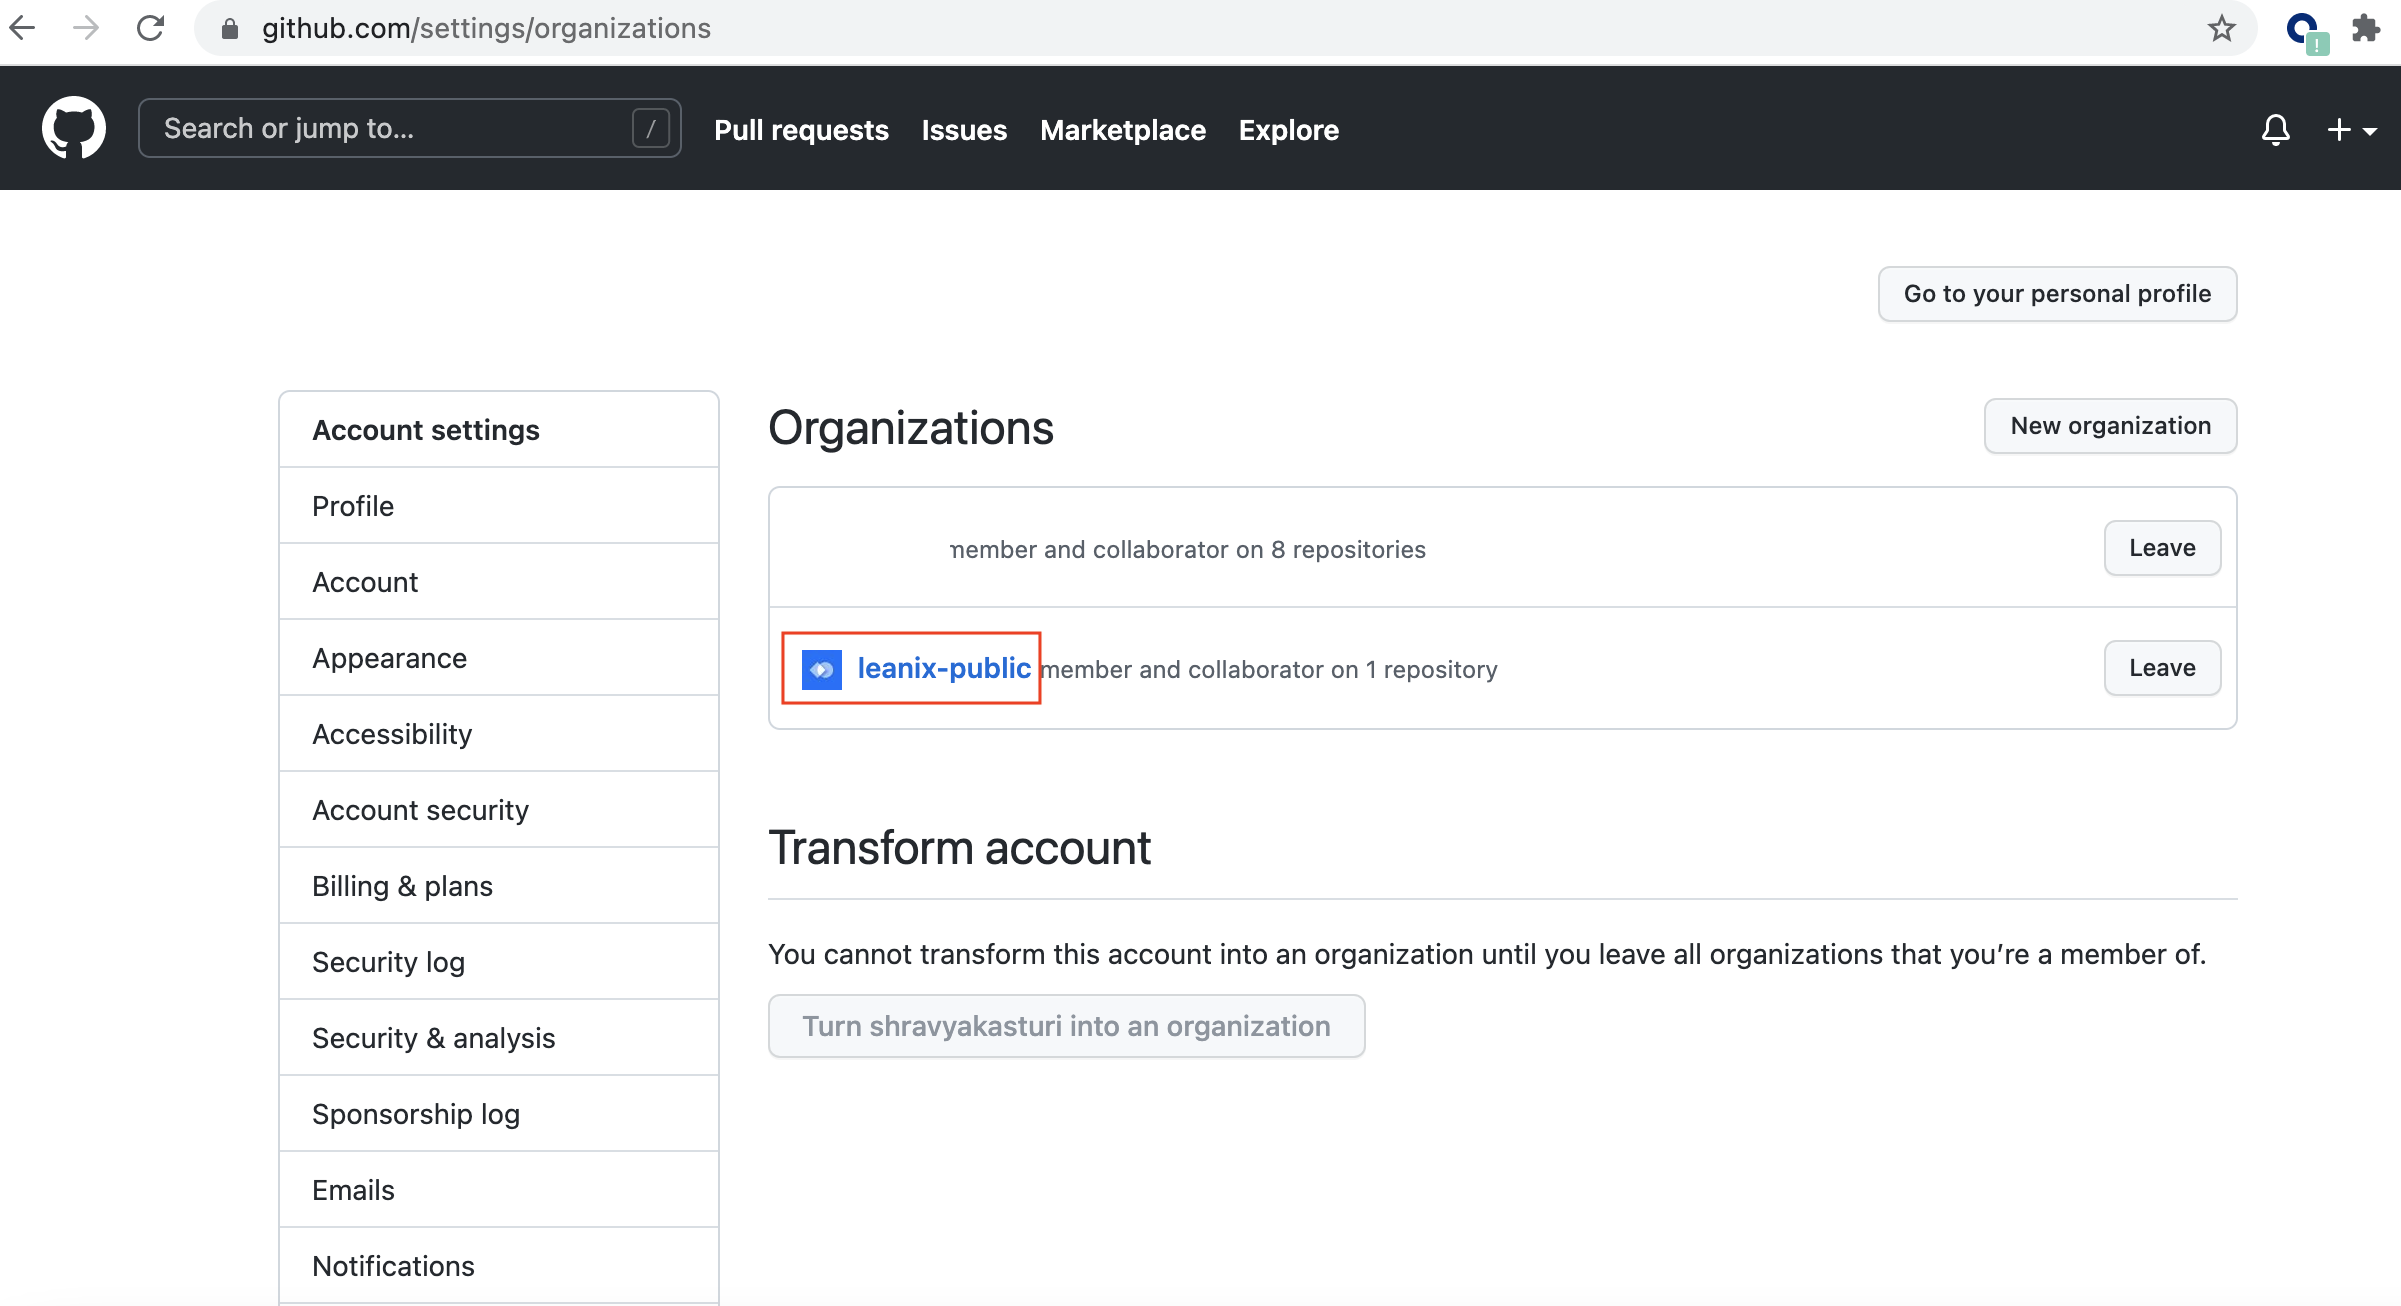 github.com/settings/organizations
Search or jump to... /
Pull requests Issues Marketplace Explore
Go to your personal profile
Account settings
Profile
Account
Appearance
Accessibility
Account security
Billing & plans
Security log
Security & analysis
Sponsorship log
Emails
Notifications
Organizations
New organization
member and collaborator on 8 repositories
Leave
leanix-public member and collaborator on 1 repository
Leave
Transform account
You cannot transform this account into an organization until you leave all organizations that you’re a member of.
Turn shravyakasturi into an organization